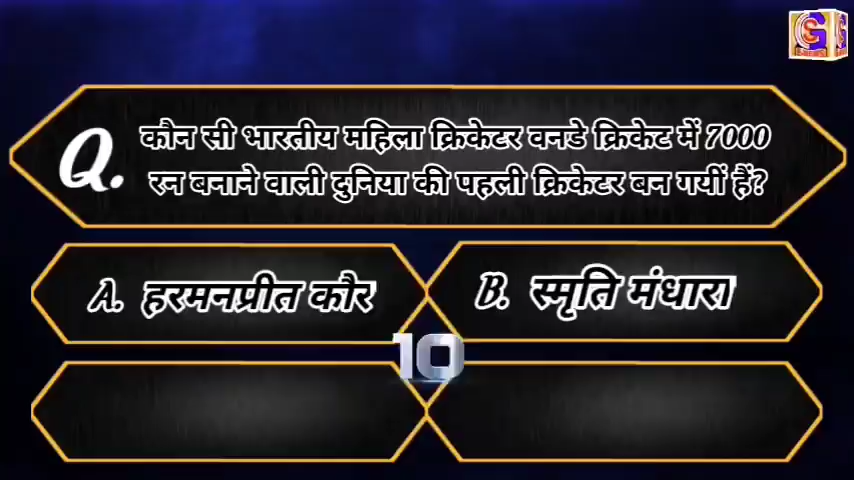 Q. कौन सी भारतीय महिला क्रिकेटर वनडे क्रिकेट में 7000
रन बनाने वाली दुनिया की पहली क्रिकेटर बन गयीं हैं?
A. हरमनप्रीत कौर
B. स्मृति मंधारा
10